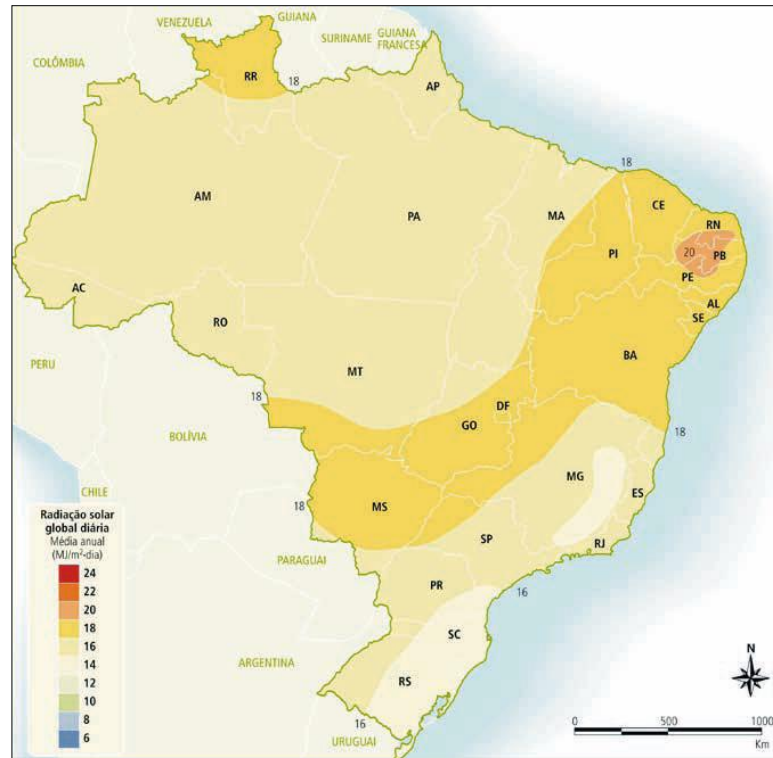 VENEZUELA
GUIANA
SURINAME
GUIANA
FRANCESA
COLÔMBIA
RR
18
AP
18
AM
PA
MA
CE
RN
PI
20
PB
PE
AC
AL
SE
RO
BA
MT
PERU
18
DF
GO
BOLÍVIA
18
MG
ES
CHILE
MS
18
Radiação solar
global diária
Média anual
(MJ/m²-dia)
24
22
20
18
16
14
12
10
8
6
SP
RJ
PARAGUAI
PR
16
SC
ARGENTINA
N
RS
16
URUGUAI
0 500 1000
Km